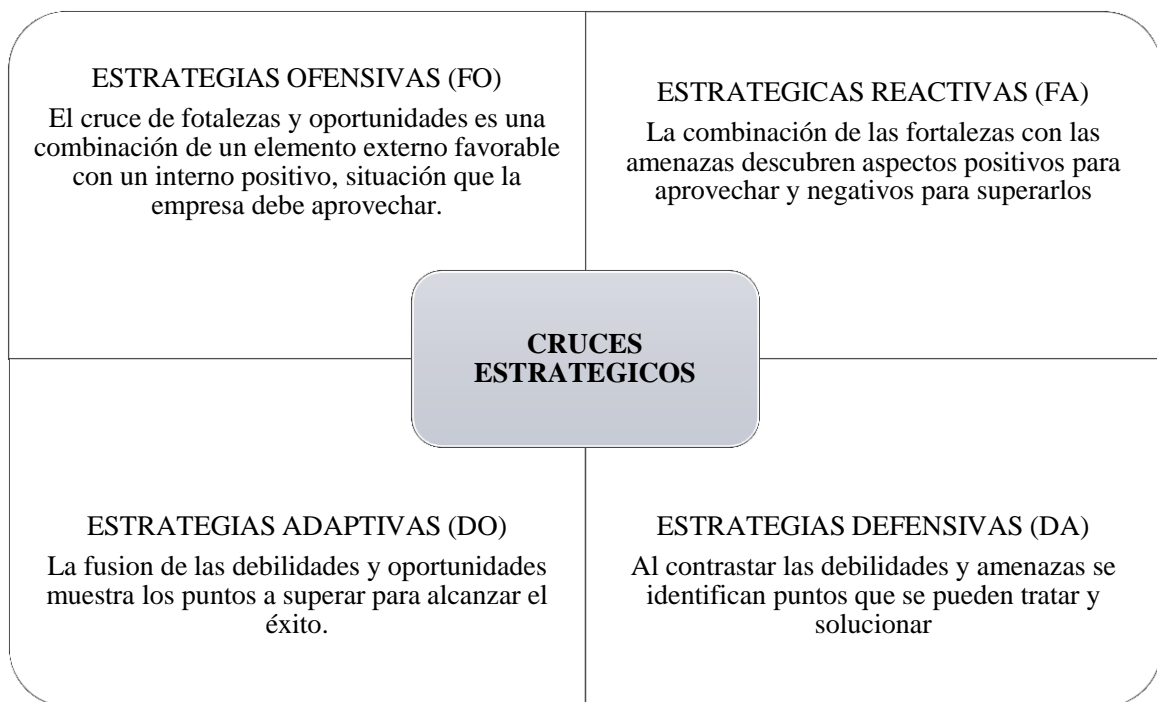 ESTRATEGIAS OFENSIVAS (FO)
El cruce de fotalezas y oportunidades es una
combinación de un elemento externo favorable
con un interno positivo, situación que la
empresa debe aprovechar.
ESTRATEGICAS REACTIVAS (FA)
La combinación de las fortalezas con las
amenazas descubren aspectos positivos para
aprovechar y negativos para superarlos
CRUCES
ESTRATEGICOS
ESTRATEGIAS ADAPTIVAS (DO)
La fusion de las debilidades y oportunidades
muestra los puntos a superar para alcanzar el
éxito.
ESTRATEGIAS DEFENSIVAS (DA)
Al contrastar las debilidades y amenazas se
identifican puntos que se pueden tratar y
solucionar